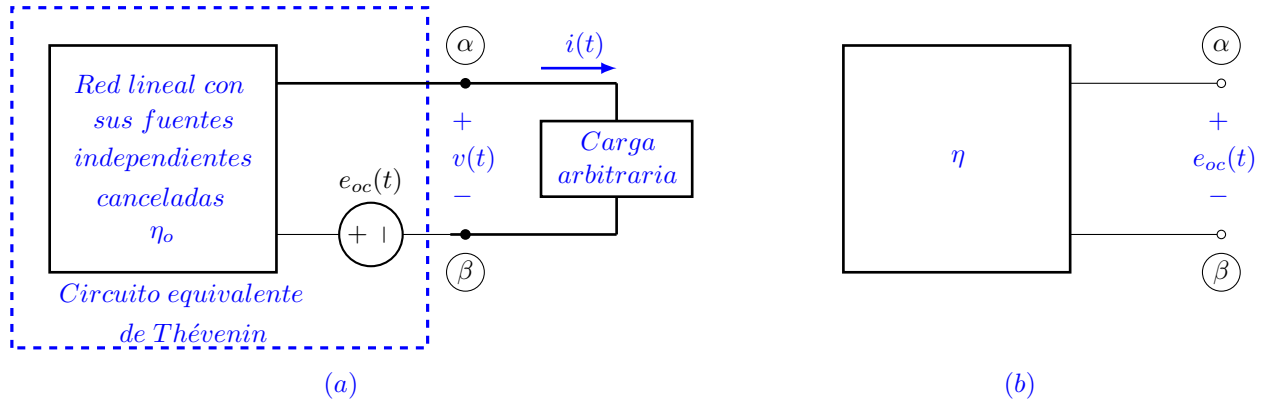 Red lineal con
sus fuentes
independientes
canceladas
η_o
Circuito equivalente
de Thévenin
e_oc(t)
+ −
α
i(t)
+
v(t)
−
β
Carga
arbitraria
(a)
η
α
+
e_oc(t)
−
β
(b)